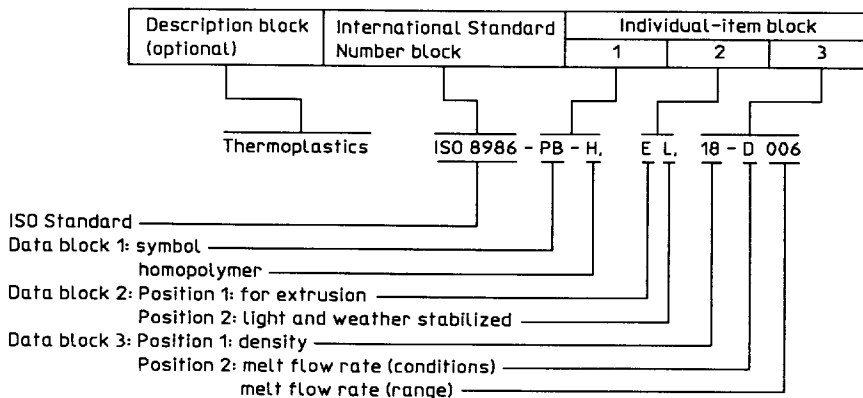 Description block (optional)
International Standard Number block
Individual-item block
1 2 3
Thermoplastics ISO 8986 - PB - H, E L, 18 - D 006
ISO Standard
Data block 1: symbol
homopolymer
Data block 2: Position 1: for extrusion
Position 2: light and weather stabilized
Data block 3: Position 1: density
Position 2: melt flow rate (conditions)
melt flow rate (range)